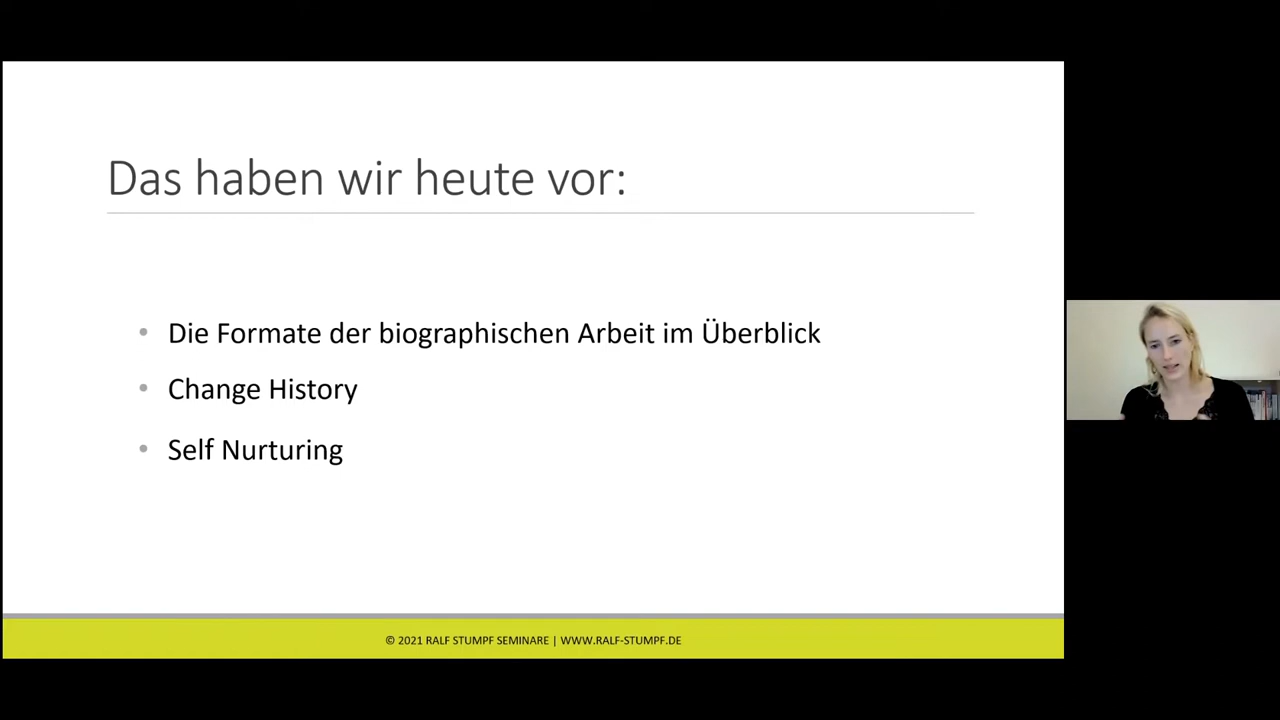 Das haben wir heute vor:
• Die Formate der biographischen Arbeit im Überblick
• Change History
• Self Nurturing
© 2021 RALF STUMPF SEMINARE | WWW.RALF-STUMPF.DE